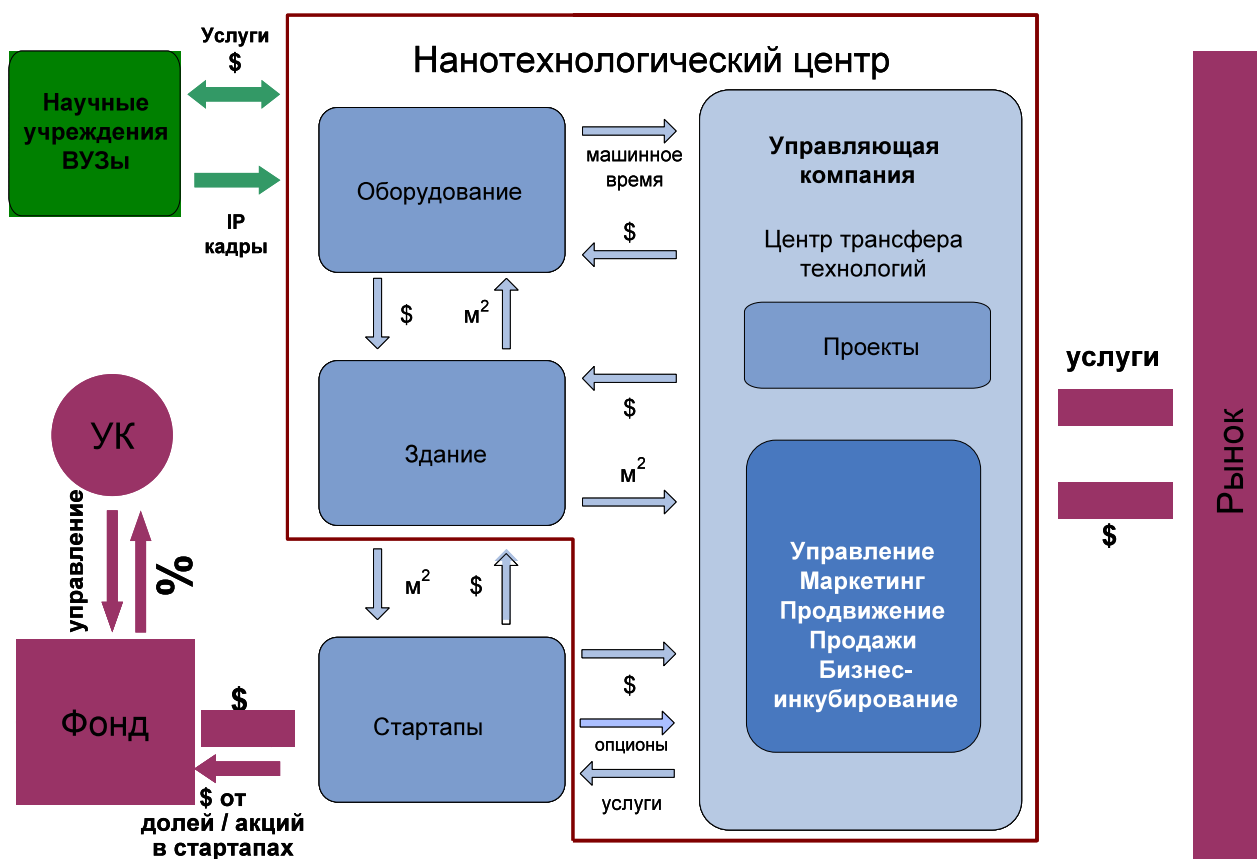 Услуги
$
Нанотехнологический центр
Научные
учреждения
ВУЗы
IP
кадры
Оборудование
машинное
время
$
Управляющая
компания
Центр трансфера
технологий
Проекты
$
м²
Здание
$
м²
услуги
$
Рынок
УК
управление
%
Фонд
м²
$
Стартапы
$
опционы
услуги
Управление
Маркетинг
Продвижение
Продажи
Бизнес-
инкубирование
$
$ от
долей / акций
в стартапах